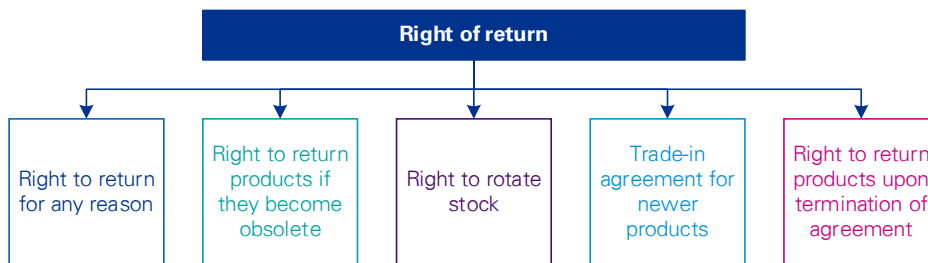 Right of return
Right to return
for any reason
Right to return
products if
they become
obsolete
Right to rotate
stock
Trade-in
agreement for
newer
products
Right to return
products upon
termination of
agreement